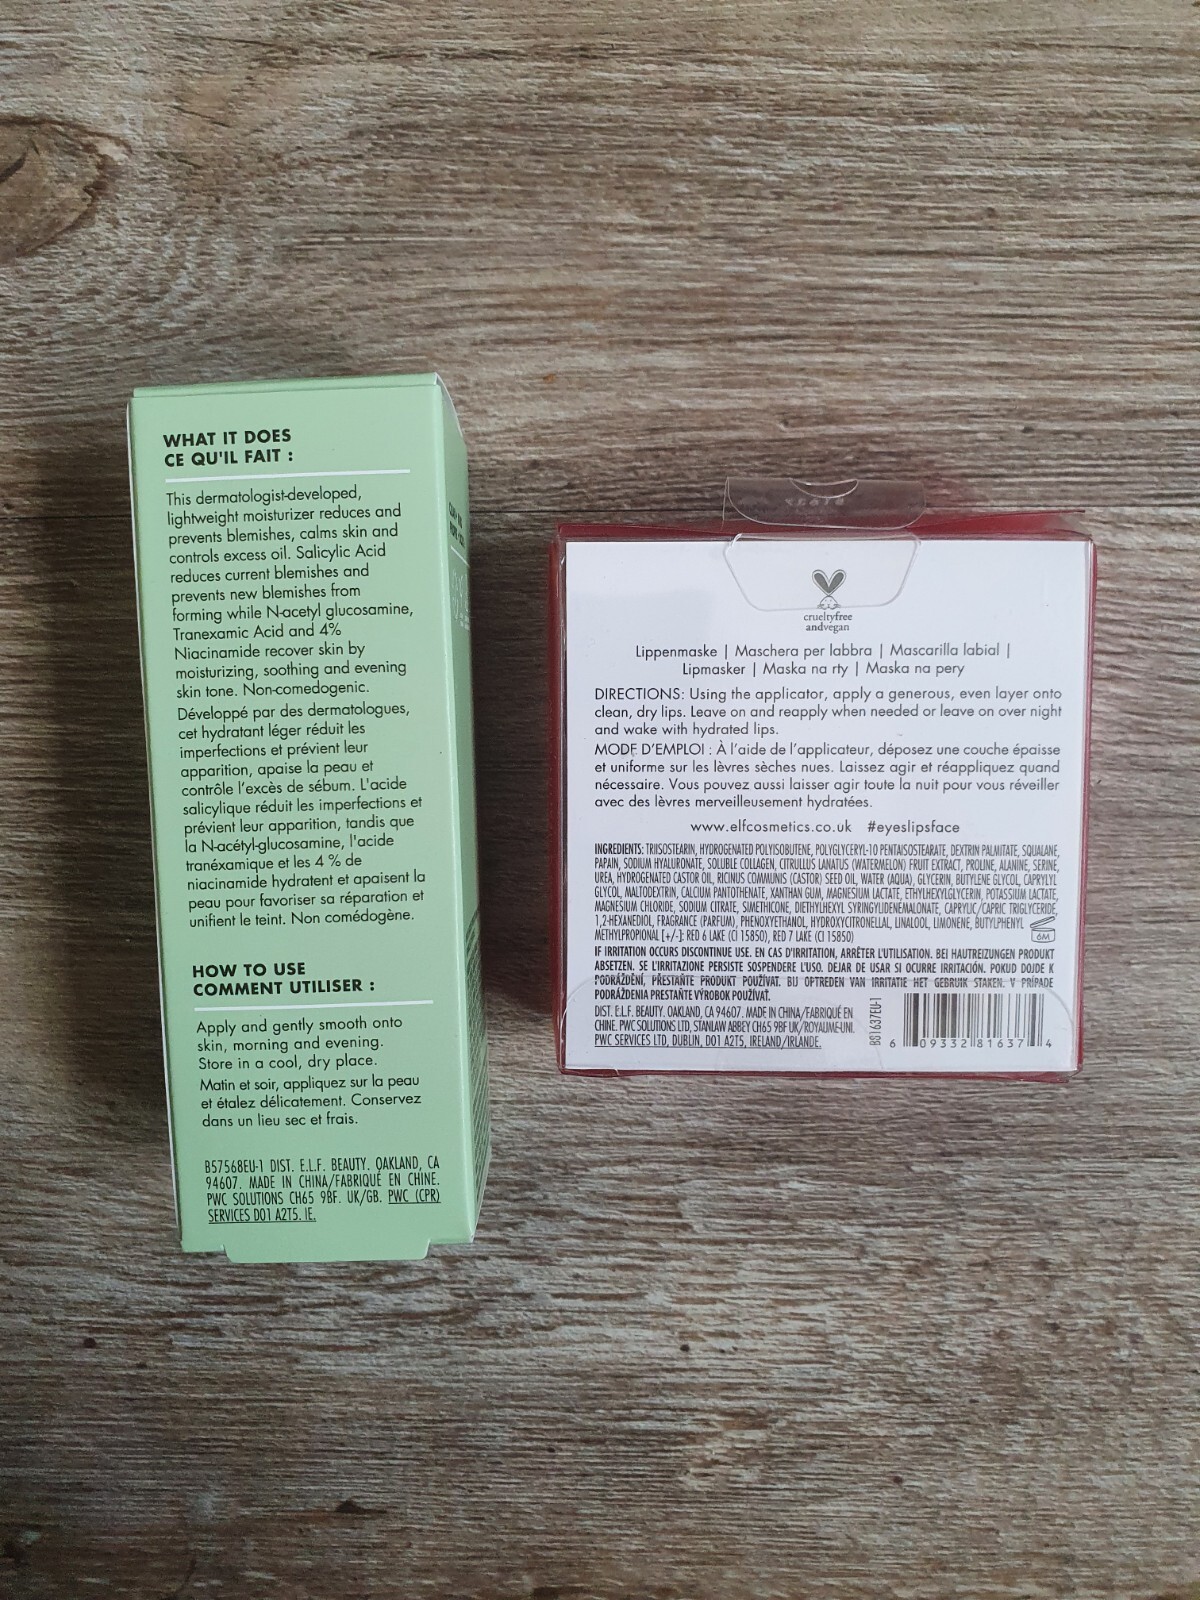 WHAT IT DOES
CE QU'IL FAIT :
This dermatologist-developed,
lightweight moisturizer reduces and
prevents blemishes, calms skin and
controls excess oil. Salicylic Acid
reduces current blemishes and
prevents new blemishes from
forming while N-acetyl glucosamine,
Tranexamic Acid and 4%
Niacinamide recover skin by
moisturizing, soothing and evening
skin tone. Non-comedogenic.
Développé par des dermatologues,
cet hydratant léger réduit les
imperfections et prévient leur
apparition, apaise la peau et
contrôle l'excès de sébum. L'acide
salicylique réduit les imperfections et
prévient leur apparition, tandis que
la N-acétyl-glucosamine, l'acide
tranéxamique et les 4 % de
niacinamide hydratent et apaisent la
peau pour favoriser sa réparation et
unifient le teint. Non comédogène.
HOW TO USE
COMMENT UTILISER :
Apply and gently smooth onto
skin, morning and evening.
Store in a cool, dry place.
Matin et soir, appliquez sur la peau
et étalez délicatement. Conservez
dans un lieu sec et frais.
B57568EU-1 DIST. E.L.F. BEAUTY. OAKLAND, CA
94607. MADE IN CHINA/FABRIQUÉ EN CHINE.
PWC SOLUTIONS CH65 9BF. UK/GB. PWC (CPR)
SERVICES D01 A2T5. IE.
crueltyfree
andvegan
Lippenmaske | Maschera per labbra | Mascarilla labial |
Lipmasker | Maska na rty | Maska na pery
DIRECTIONS: Using the applicator, apply a generous, even layer onto
clean, dry lips. Leave on and reapply when needed or leave on over night
and wake with hydrated lips.
MODE D'EMPLOI : À l'aide de l'applicateur, déposez une couche épaisse
et uniforme sur les lèvres sèches nues. Laissez agir et réappliquez quand
nécessaire. Vous pouvez aussi laisser agir toute la nuit pour vous réveiller
avec des lèvres merveilleusement hydratées.
www.elfcosmetics.co.uk #eyeslipsface
INGREDIENTS: TRIISOSTEARIN, HYDROGENATED POLYISOBUTENE, POLYGLYCERYL-10 PENTAISOSTEARATE, DEXTRIN PALMITATE, SQUALANE,
PAPAIN, SODIUM HYALURONATE, SOLUBLE COLLAGEN, CITRULLUS LANATUS (WATERMELON) FRUIT EXTRACT, PROLINE, ALANINE, SERINE,
UREA, HYDROGENATED CASTOR OIL, RICINUS COMMUNIS (CASTOR) SEED OIL, WATER (AQUA), GLYCERIN, BUTYLENE GLYCOL, CAPRYLYL
GLYCOL, MALTODEXTRIN, CALCIUM PANTOTHENATE, XANTHAN GUM, MAGNESIUM LACTATE, ETHYLHEXYLGLYCERIN, POTASSIUM LACTATE,
MAGNESIUM CHLORIDE, SODIUM CITRATE, SIMETHICONE, DIETHYLHEXYL SYRINGYLIDENEMALONATE, CAPRYLIC/CAPRIC TRIGLYCERIDE,
1,2-HEXANEDIOL, FRAGRANCE (PARFUM), PHENOXYETHANOL, HYDROXYCITRONELLAL, LINALOOL, LIMONENE, BUTYLPHENYL
METHYLPROPIONAL [+/-]: RED 6 LAKE (CI 15850), RED 7 LAKE (CI 15850)
6M
IF IRRITATION OCCURS DISCONTINUE USE. EN CAS D'IRRITATION, ARRÊTER L'UTILISATION. BEI HAUTREIZUNGEN PRODUKT
ABSETZEN. SE L'IRRITAZIONE PERSISTE SOSPENDERE L'USO. DEJAR DE USAR SI OCURRE IRRITACIÓN. POKUD DOJDE K
PODRÁŽDĚNÍ, PŘESTAŇTE PRODUKT POUŽÍVAT. BIJ OPTREDEN VAN IRRITATIE HET GEBRUIK STAKEN. V PRÍPADE
PODRÁŽDENIA PRESTAŇTE VÝROBOK POUŽÍVAŤ.
DIST. E.L.F. BEAUTY. OAKLAND, CA 94607. MADE IN CHINA/FABRIQUÉ EN
CHINE. PWC SOLUTIONS LTD, STANLAW ABBEY CH65 9BF UK/ROYAUME-UNI.
PWC SERVICES LTD, DUBLIN, D01 A2T5, IRELAND/IRLANDE.
BS1637EU-1
6 09332 81637 4